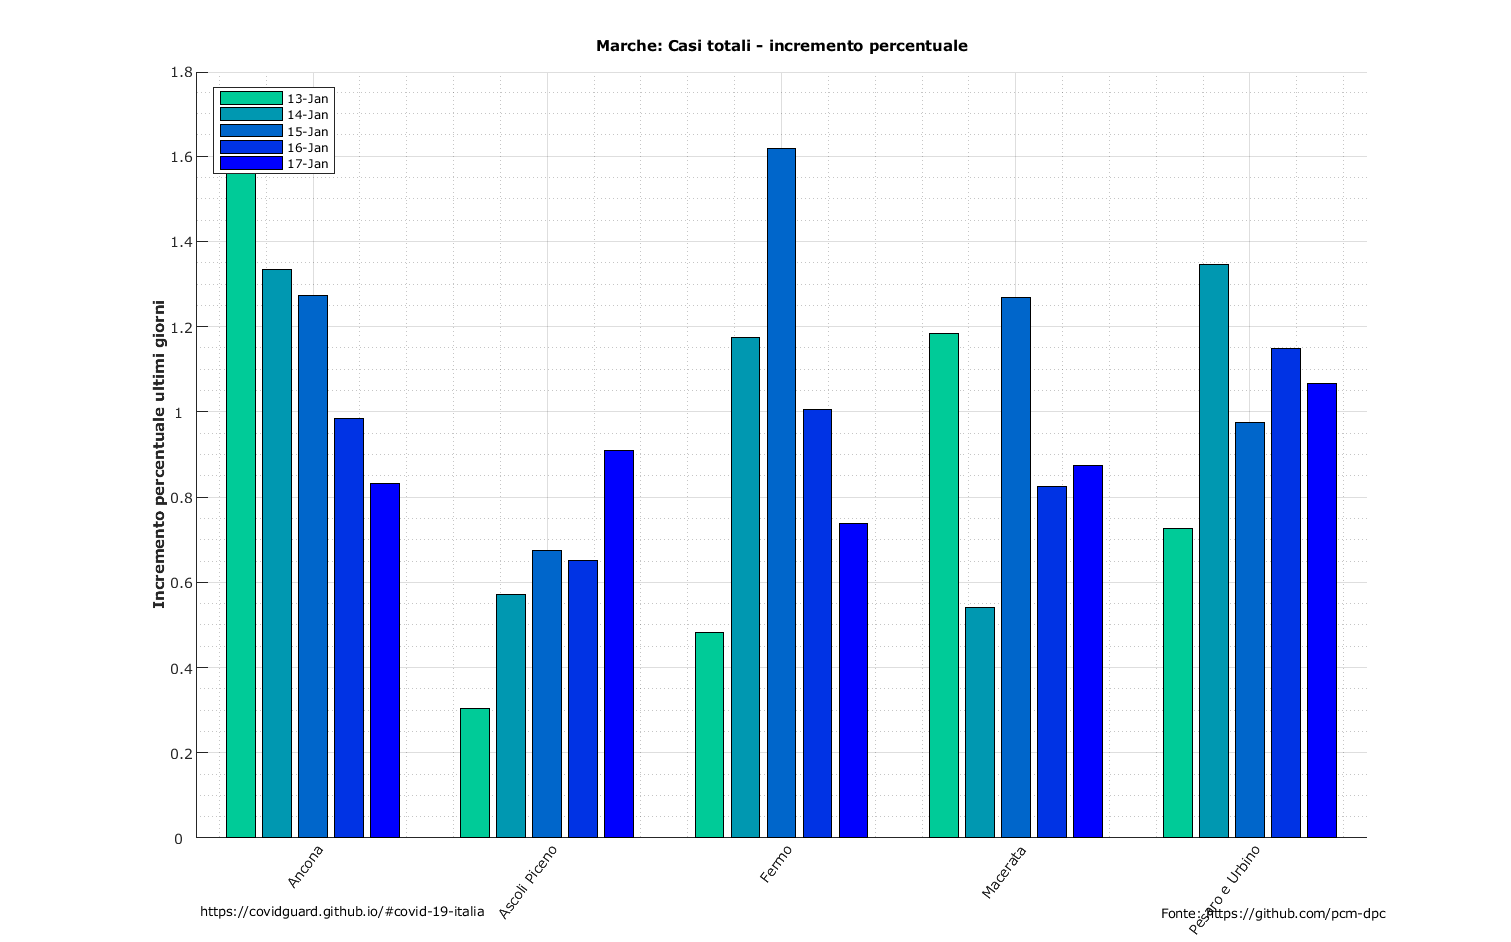 Marche: Casi totali - incremento percentuale
Incremento percentuale ultimi giorni
1.8
1.6
1.4
1.2
1
0.8
0.6
0.4
0.2
0
13-Jan
14-Jan
15-Jan
16-Jan
17-Jan
Ancona
Ascoli Piceno
Fermo
Macerata
Pesaro e Urbino
https://covidguard.github.io/#covid-19-italia
Fonte: https://github.com/pcm-dpc